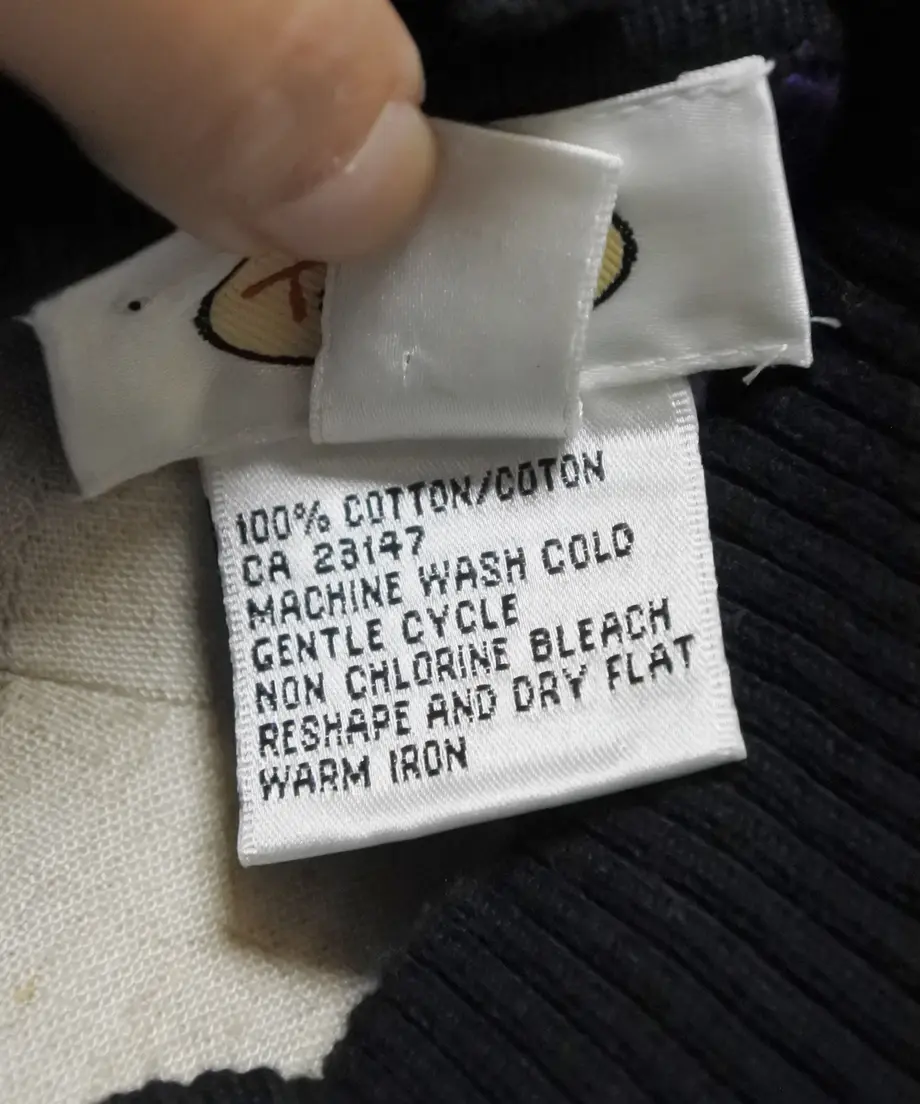 100% COTTON/COTON
CA 23147
MACHINE WASH COLD
GENTLE CYCLE
NON CHLORINE BLEACH
RESHAPE AND DRY FLAT
WARM IRON